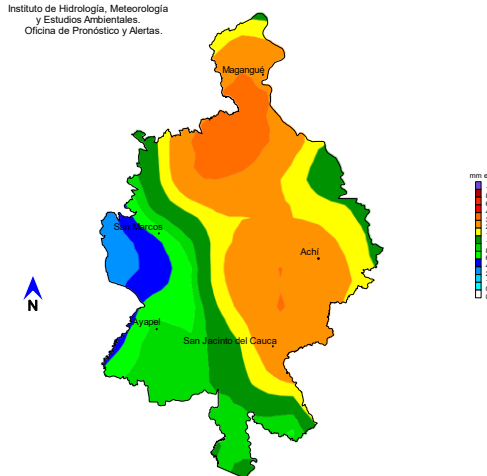 Instituto de Hidrología, Meteorología
y Estudios Ambientales.
Oficina de Pronóstico y Alertas.
Magangué
San Marcos
Achí
N
Ayapel
San Jacinto del Cauca
mm e